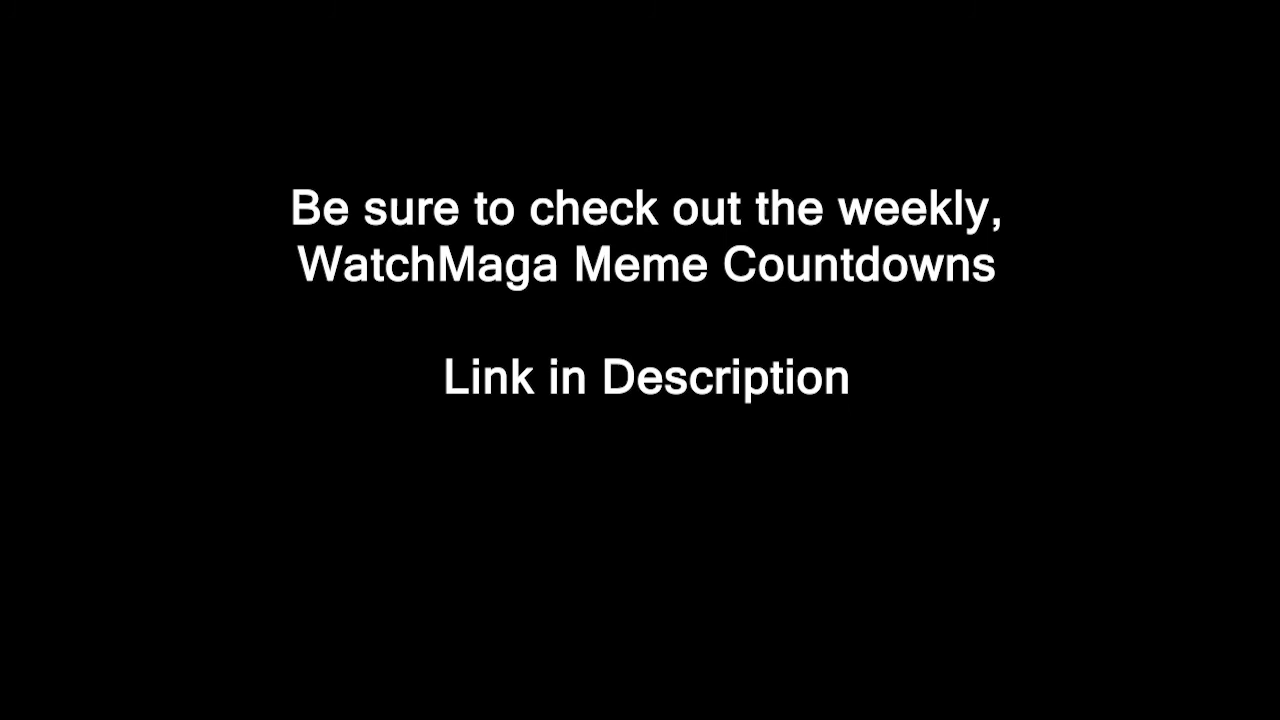 Be sure to check out the weekly,
WatchMaga Meme Countdowns
Link in Description